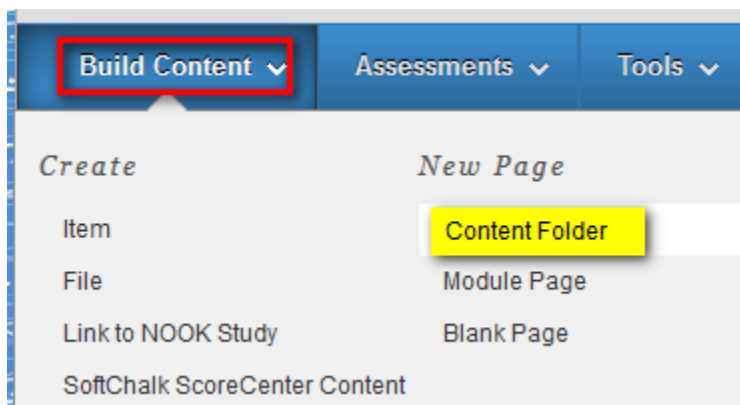 Build Content Assessments Tools
Create New Page
Item Content Folder
File Module Page
Link to NOOK Study Blank Page
SoftChalk ScoreCenter Content